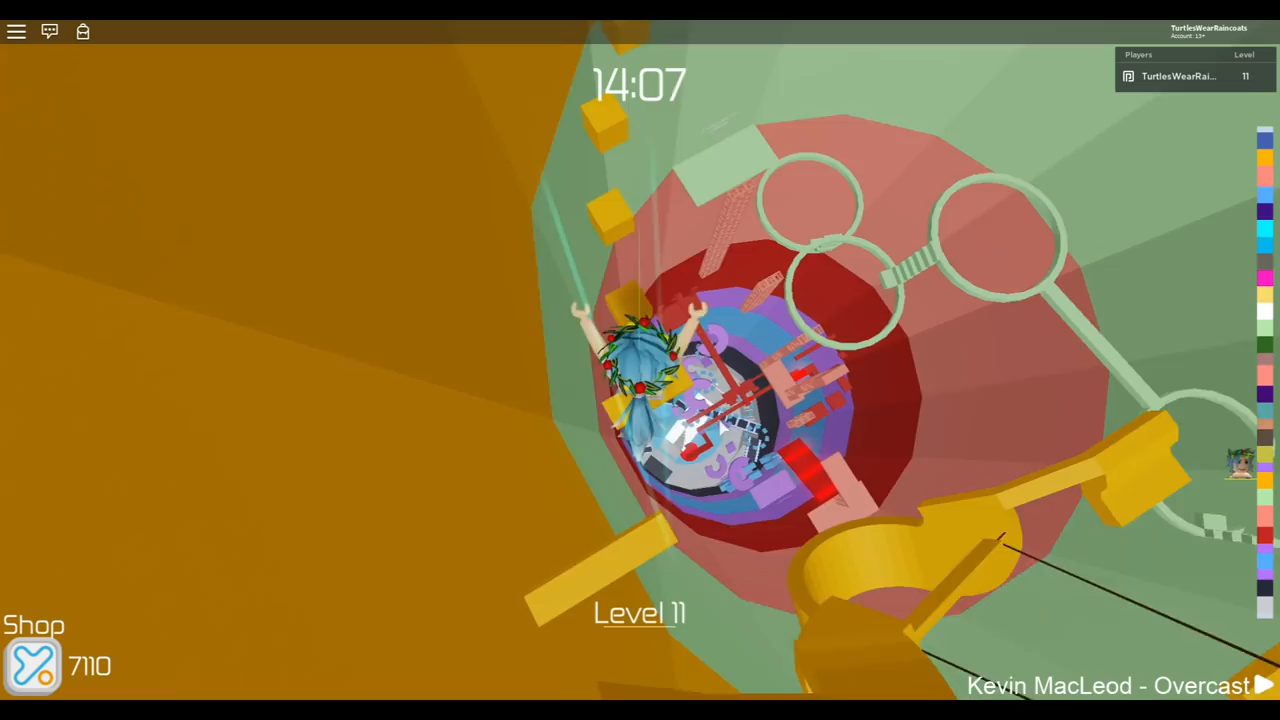 TurtlesWearRaincoats
Account: 13+
Players Level
TurtlesWearRai... 11
14:07
Level 11
Shop
7110
Kevin MacLeod - Overcast